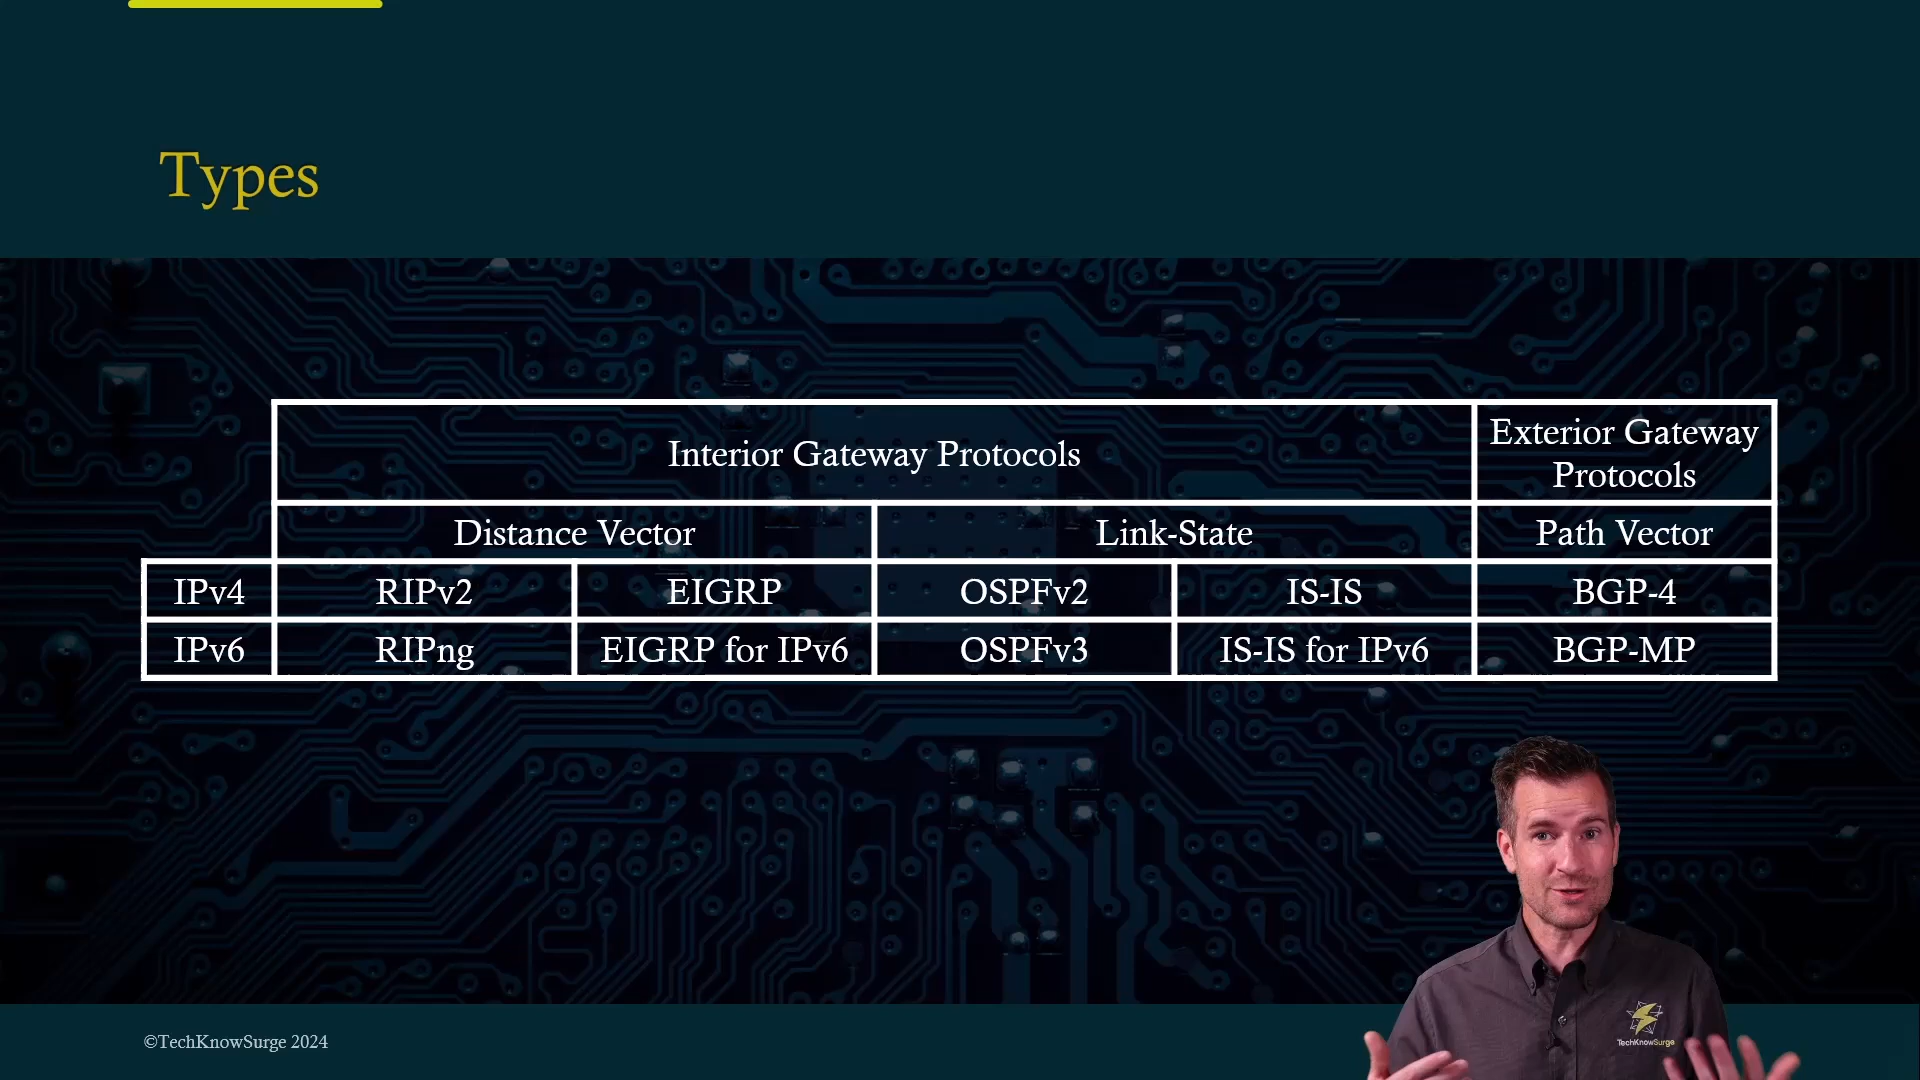 Types
Interior Gateway Protocols
Exterior Gateway
Protocols
Distance Vector
Link-State
Path Vector
IPv4
RIPv2
EIGRP
OSPFv2
IS-IS
BGP-4
IPv6
RIPng
EIGRP for IPv6
OSPFv3
IS-IS for IPv6
BGP-MP
TechKnowSurge
©TechKnowSurge 2024